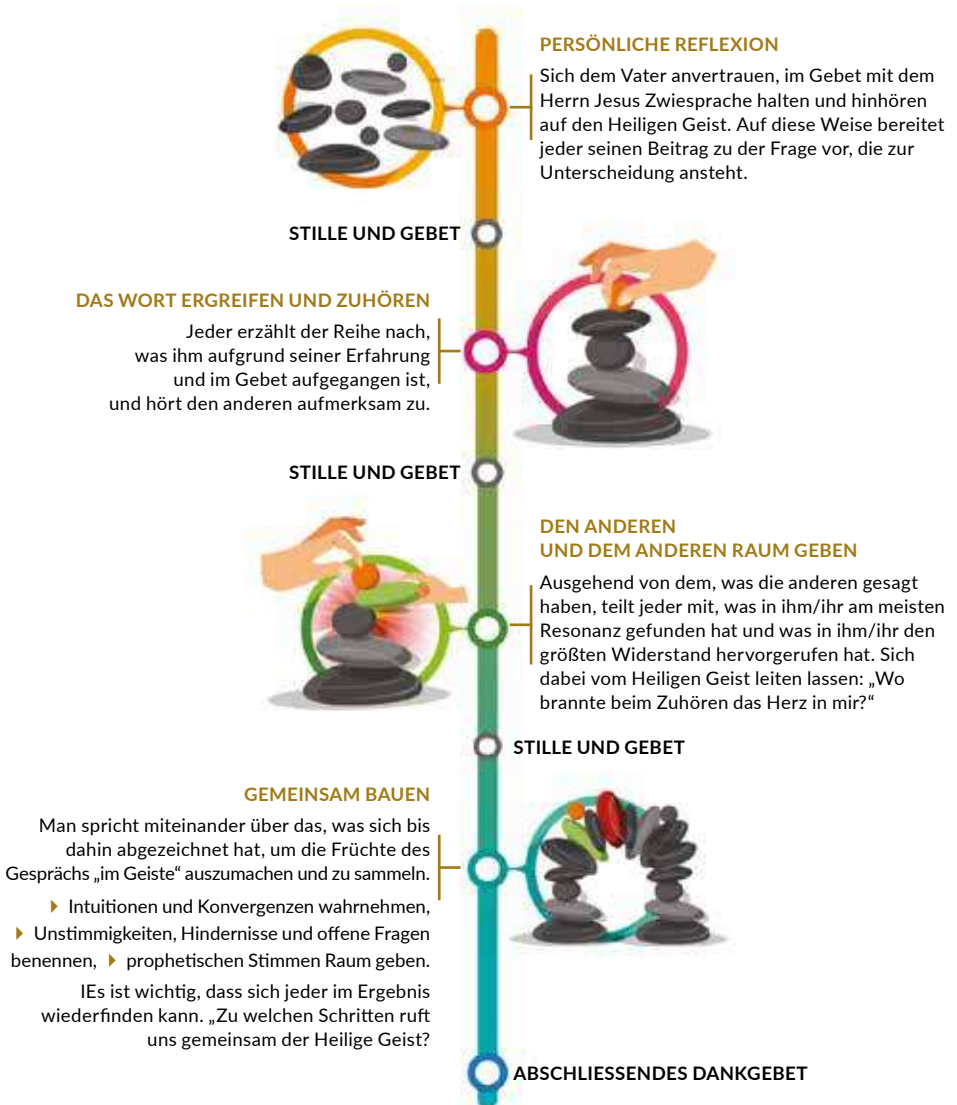 PERSÖNLICHE REFLEXION
Sich dem Vater anvertrauen, im Gebet mit dem
Herrn Jesus Zwiesprache halten und hinhören
auf den Heiligen Geist. Auf diese Weise bereitet
jeder seinen Beitrag zu der Frage vor, die zur
Unterscheidung ansteht.
STILLE UND GEBET
DAS WORT ERGREIFEN UND ZUHÖREN
Jeder erzählt der Reihe nach,
was ihm aufgrund seiner Erfahrung
und im Gebet aufgegangen ist,
und hört den anderen aufmerksam zu.
STILLE UND GEBET
DEN ANDEREN
UND DEM ANDEREN RAUM GEBEN
Ausgehend von dem, was die anderen gesagt
haben, teilt jeder mit, was in ihm/ihr am meisten
Resonanz gefunden hat und was in ihm/ihr den
größten Widerstand hervorgerufen hat. Sich
dabei vom Heiligen Geist leiten lassen: „Wo
brannte beim Zuhören das Herz in mir?“
STILLE UND GEBET
GEMEINSAM BAUEN
Man spricht miteinander über das, was sich bis
dahin abgezeichnet hat, um die Früchte des
Gesprächs „im Geiste“ auszumachen und zu sammeln.
Intuitionen und Konvergenzen wahrnehmen,
Unstimmigkeiten, Hindernisse und offene Fragen
benennen, prophetischen Stimmen Raum geben.
IEs ist wichtig, dass sich jeder im Ergebnis
wiederfinden kann. „Zu welchen Schritten ruft
uns gemeinsam der Heilige Geist?
ABSCHLIESSENDES DANKGEBET